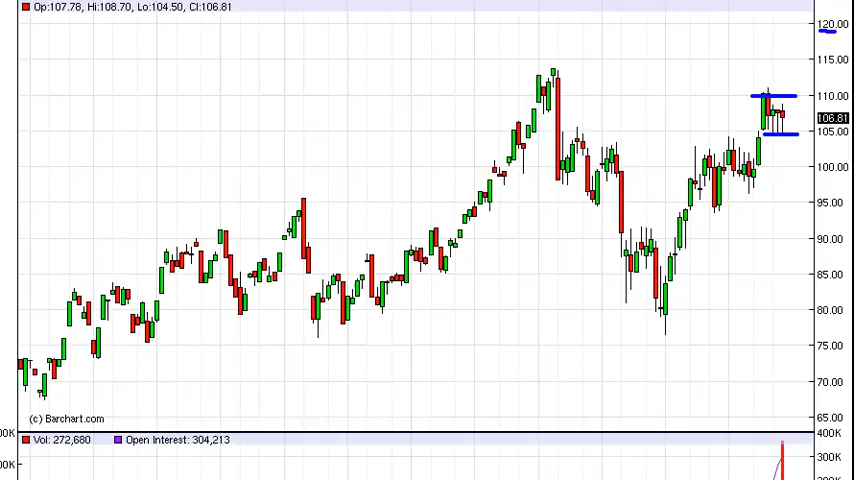 Op:107.78, Hi:108.70, Lo:104.50, Cl:106.81
120.00
115.00
110.00
106.81
105.00
100.00
95.00
90.00
85.00
80.00
75.00
70.00
65.00
(c) Barchart.com
Vol: 272,680 Open Interest: 304,213
00K
400K
300K
00K